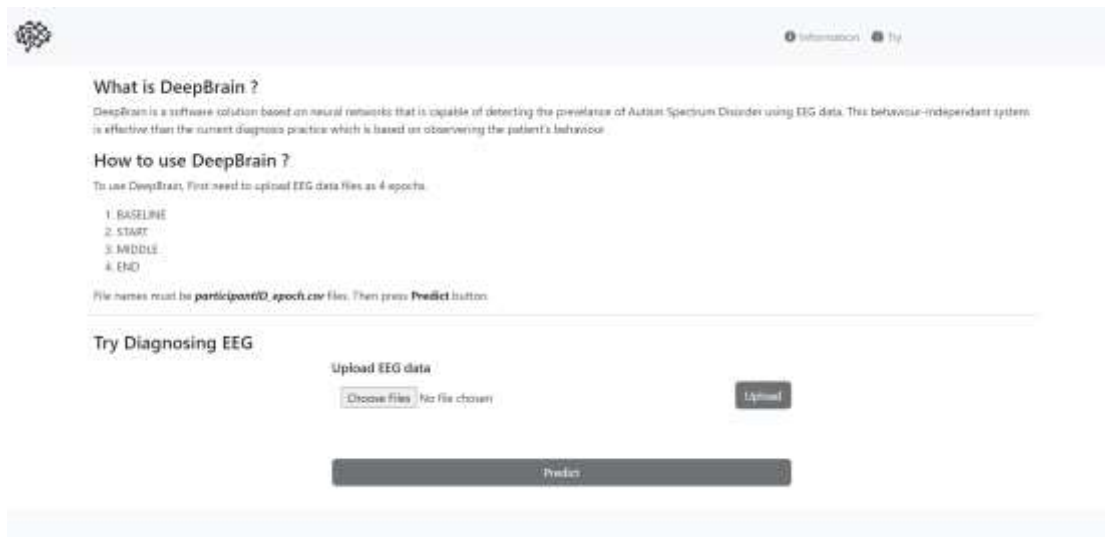 Information Try
What is DeepBrain ?
DeepBrain is a software solution based on neural networks that is capable of detecting the prevelance of Autism Spectrum Disorder using EEG data. This behaviour-independant system
is effective than the current diagnosis practice which is based on observering the patient's behaviour
How to use DeepBrain ?
To use DeepBrain, First need to upload EEG data files as 4 epochs.
1. BASELINE
2. START
3. MIDDLE
4. END
File names must be participantID_epoch.csv files. Then press Predict button
Try Diagnosing EEG
Upload EEG data
Choose Files No file chosen
Upload
Predict